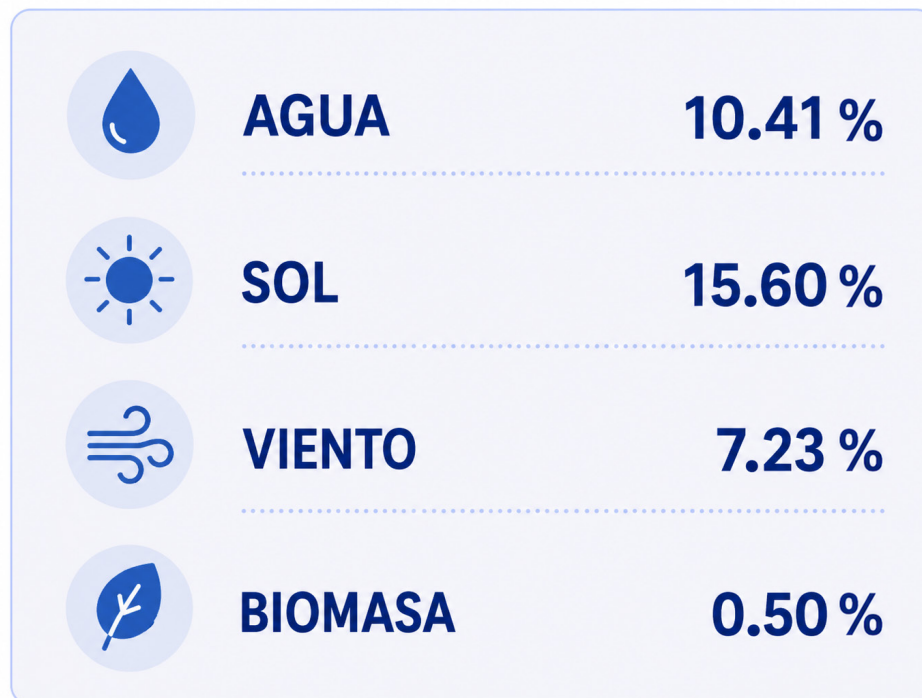 AGUA 10.41 %
SOL 15.60 %
VIENTO 7.23 %
BIOMASA 0.50 %